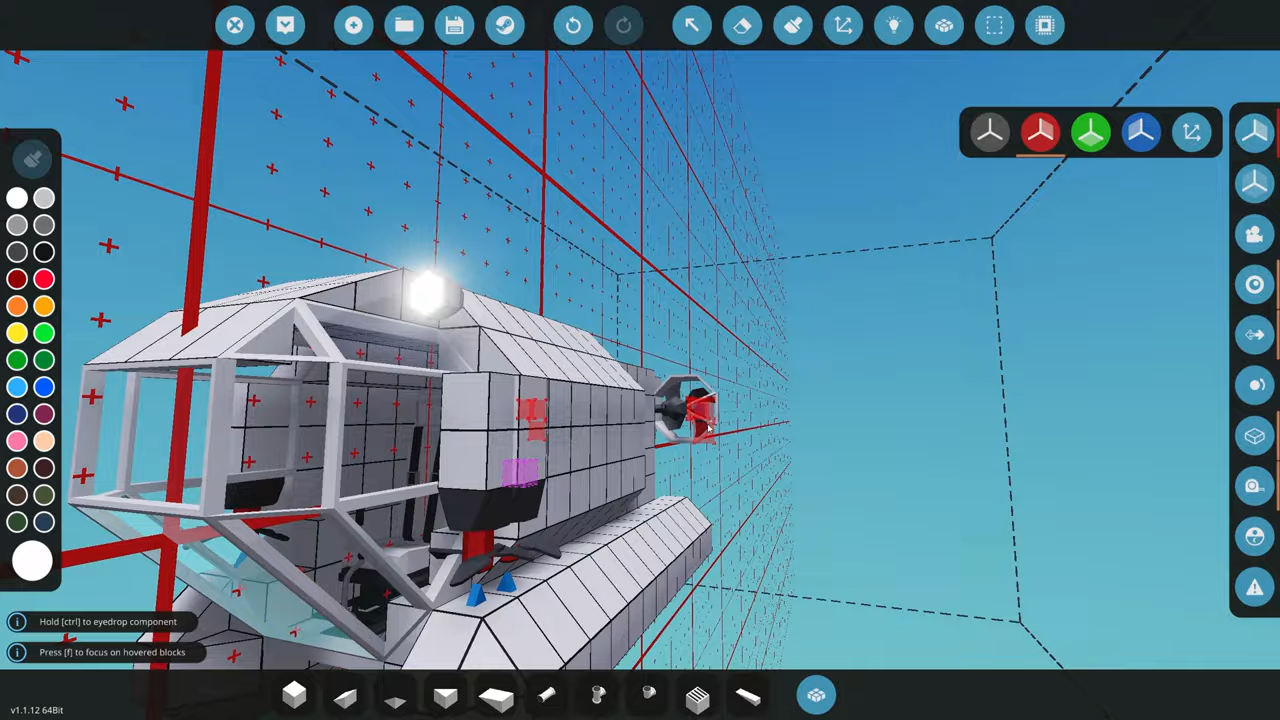 Hold [ctrl] to eyedrop component
Press [f] to focus on hovered blocks
v1.1.12 64Bit